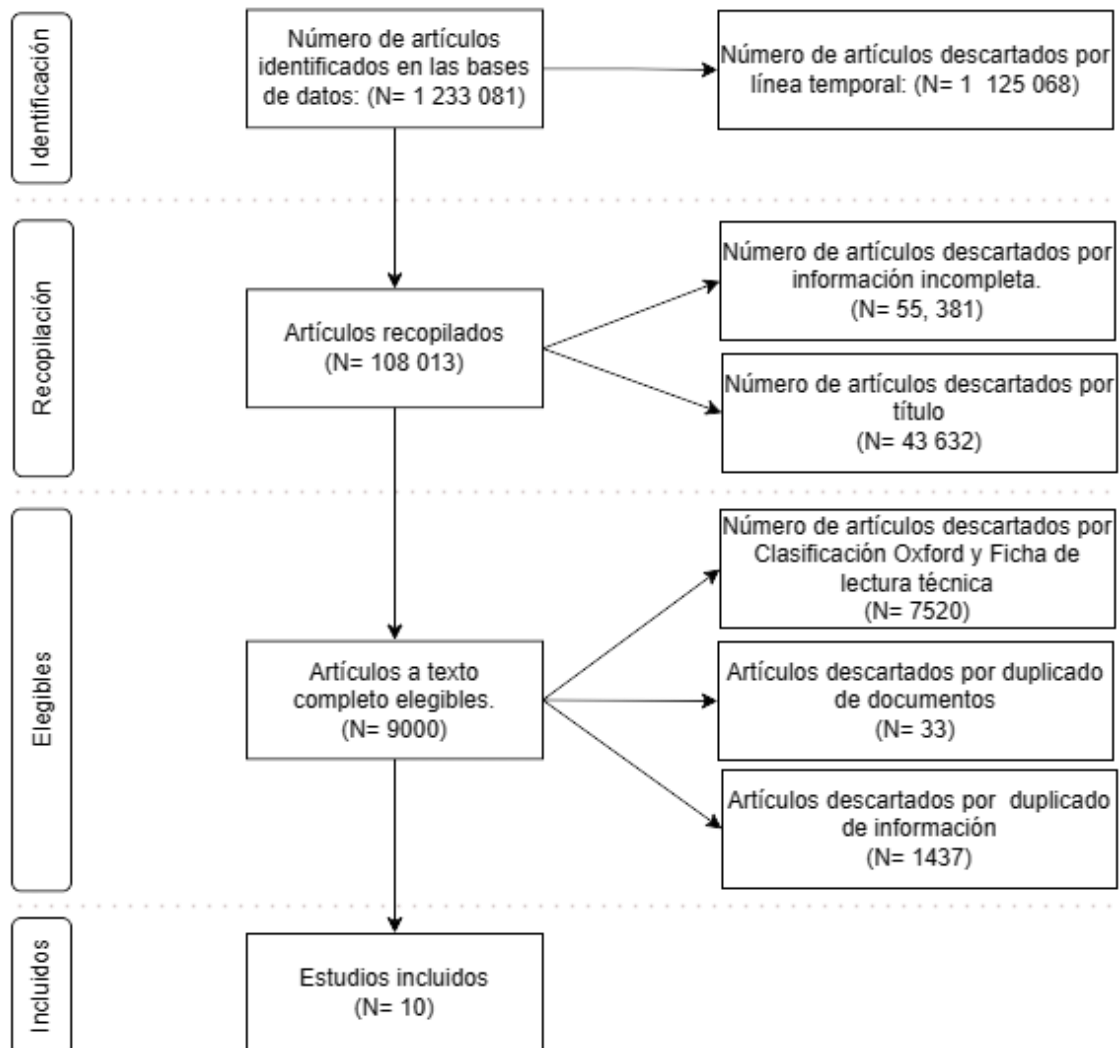 Identificación
Número de artículos
identificados en las bases
de datos: (N= 1 233 081)
Número de artículos descartados por
línea temporal: (N= 1  125 068)
Recopilación
Artículos recopilados
(N= 108 013)
Número de artículos descartados por
información incompleta.
(N= 55, 381)
Número de artículos descartados por
título
(N= 43 632)
Elegibles
Artículos a texto
completo elegibles.
(N= 9000)
Número de artículos descartados por
Clasificación Oxford y Ficha de
lectura técnica
(N= 7520)
Artículos descartados por duplicado
de documentos
(N= 33)
Artículos descartados por  duplicado
de información
(N= 1437)
Incluidos
Estudios incluidos
(N= 10)